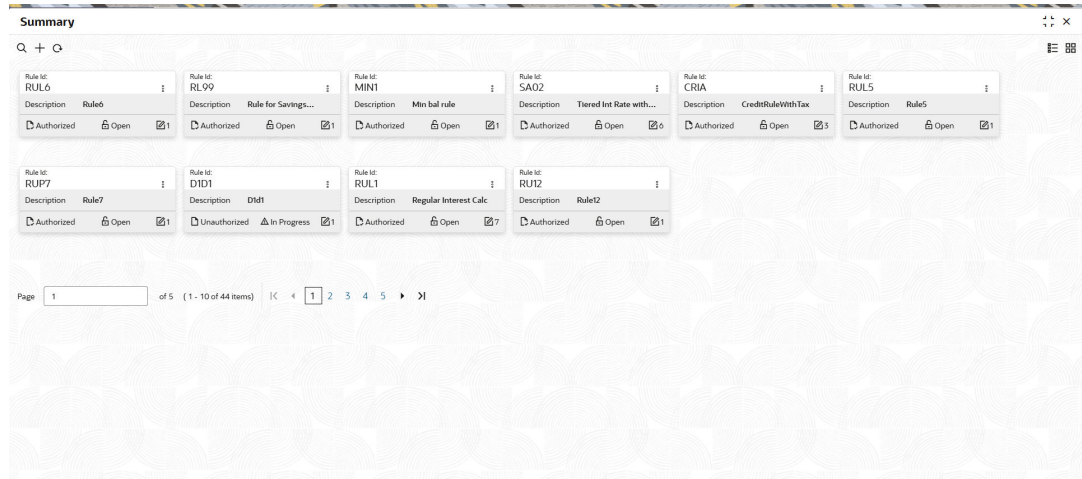 Summary
Rule Id: Rule Id: Rule Id: Rule Id: Rule Id: Rule Id:
RUL6 RL99 MIN1 SA02 CRIA RUL5
Description Rule6 Description Rule for Savings... Description Min bal rule Description Tiered Int Rate with... Description CreditRuleWithTax Description Rule5
Authorized Open 1 Authorized Open 1 Authorized Open 1 Authorized Open 6 Authorized Open 3 Authorized Open 1
Rule Id: Rule Id: Rule Id: Rule Id:
RUP7 D1D1 RUL1 RU12
Description Rule7 Description D1d1 Description Regular Interest Calc Description Rule12
Authorized Open 1 Unauthorized In Progress 1 Authorized Open 7 Authorized Open 1
Page 1 of 5 (1 - 10 of 44 items) 1 2 3 4 5